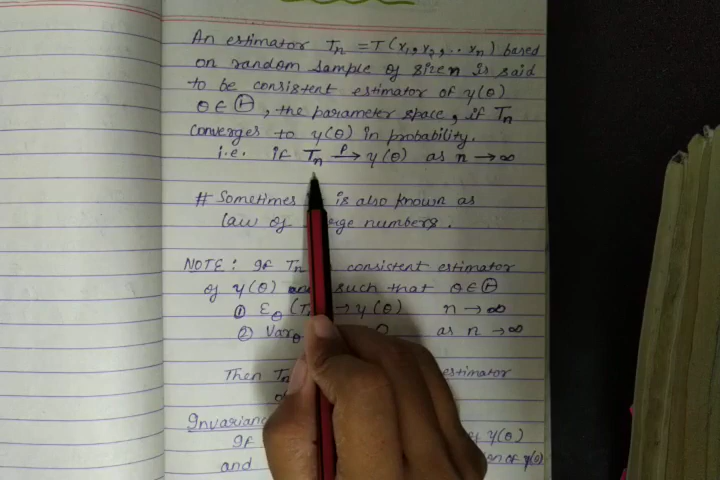 An estimator Tn = T(x1, x2, .. xn) based
on random sample of size n is said
to be consistent estimator of γ(θ)
θ ∈ Ⓗ, the parameter space, if Tn
converges to γ(θ) in probability.
i.e. if Tn →ᵖ γ(θ) as n → ∞
# Sometimes is also known as
law of numbers.
NOTE: If Tn consistent estimator
of γ(θ) such that θ ∈ Ⓗ
① Eθ (Tn → γ(θ) n → ∞
② Varθ 0 as n → ∞
Then Tn estimator
Invarianc
If γ(θ)
and of γ(θ)